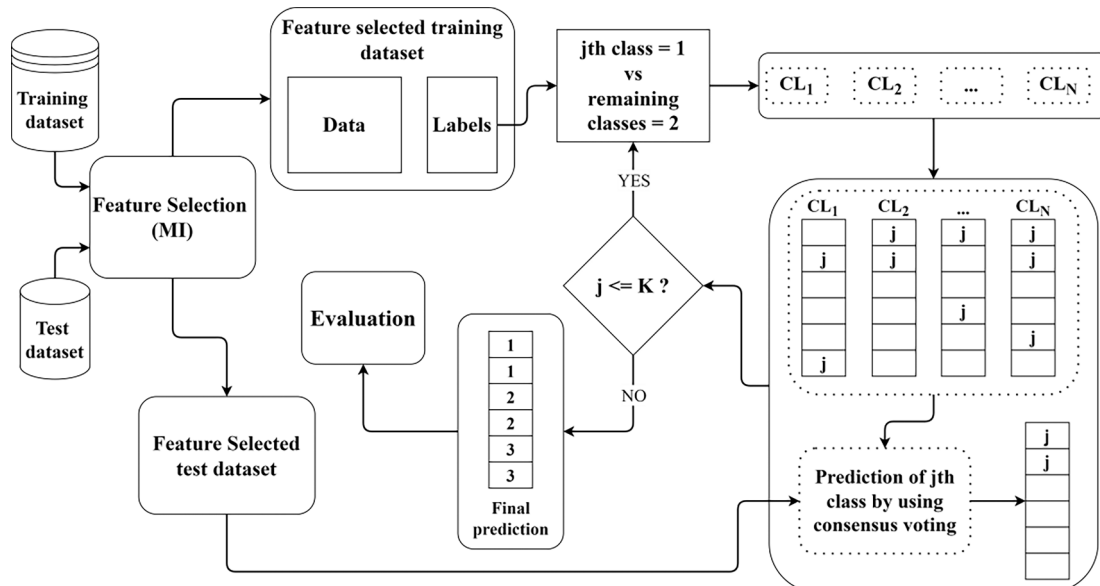 Training
dataset
Test
dataset
Feature Selection
(MI)
Feature selected training
dataset
Data
Labels
jth class = 1
vs
remaining
classes = 2
CL1
CL2
...
CLN
YES
j <= K ?
NO
CL1
CL2
...
CLN
j
j
j
j
j
j
j
j
j
j
Prediction of jth
class by using
consensus voting
j
j
Evaluation
1
1
2
2
3
3
Final
prediction
Feature Selected
test dataset